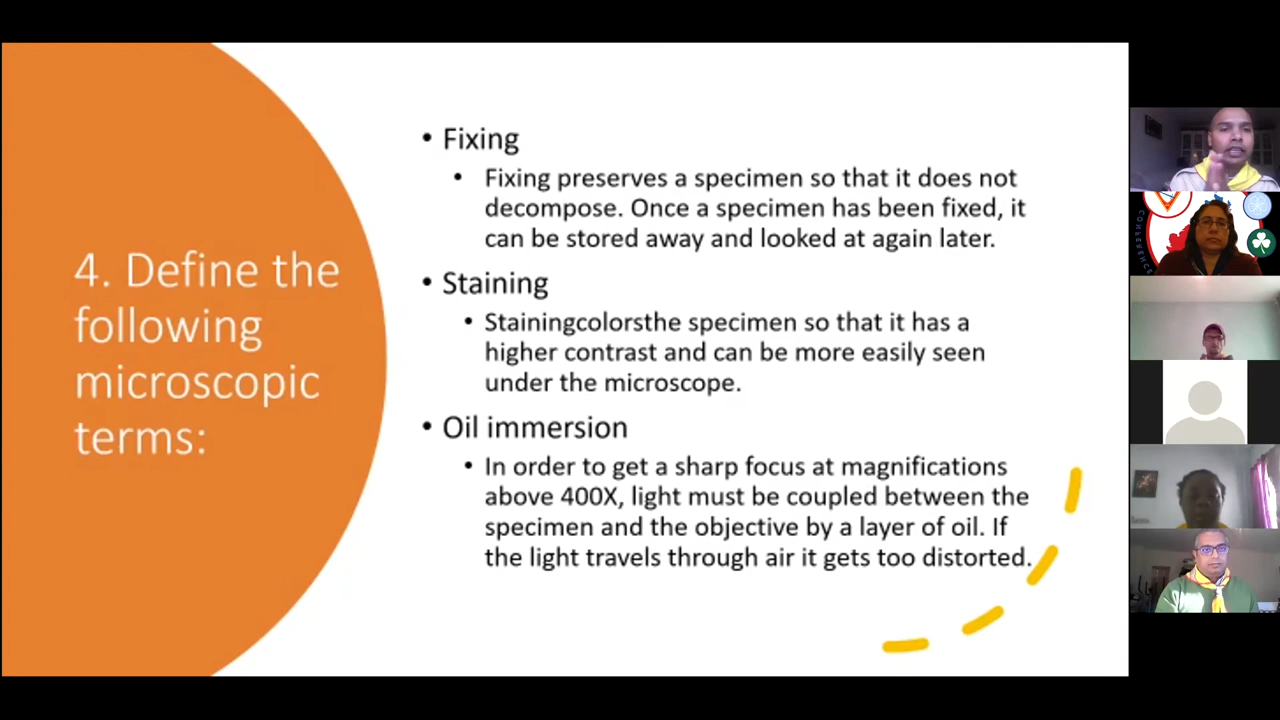 4. Define the
following
microscopic
terms:
• Fixing
• Fixing preserves a specimen so that it does not
decompose. Once a specimen has been fixed, it
can be stored away and looked at again later.
• Staining
• Stainingcolorsthe specimen so that it has a
higher contrast and can be more easily seen
under the microscope.
• Oil immersion
• In order to get a sharp focus at magnifications
above 400X, light must be coupled between the
specimen and the objective by a layer of oil. If
the light travels through air it gets too distorted.
CONFERENCE